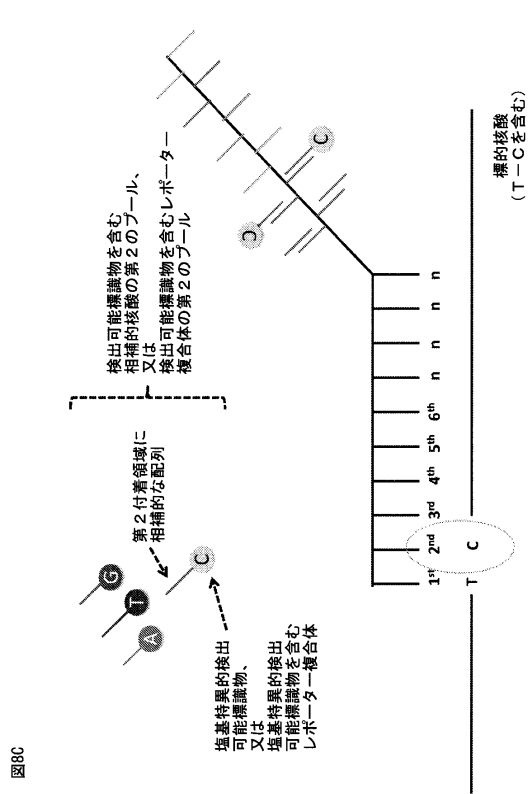 図8C
検出可能標識物を含む
相補的核酸の第2のプール、
又は
検出可能標識物を含むレポーター
複合体の第2のプール
第2付着領域に
相補的な配列
G
T
A
C
塩基特異的検出
可能標識物、
又は
塩基特異的検出
可能標識物を含む
レポーター複合体
C
C
1st 2nd 3rd 4th 5th 6th n n n n
T C
標的核酸
(T-Cを含む)